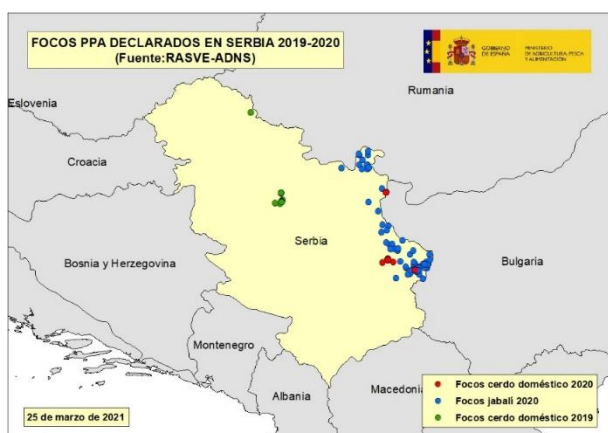 FOCOS PPA DECLARADOS EN SERBIA 2019-2020
(Fuente:RASVE-ADNS)
GOBIERNO
DE ESPAÑA
MINISTERIO
DE AGRICULTURA, PESCA
Y ALIMENTACIÓN
Eslovenia
Rumania
Croacia
Serbia
Bosnia y Herzegovina
Bulgaria
Montenegro
Albania
Macedonia
Focos cerdo doméstico 2020
Focos jabalí 2020
Focos cerdo doméstico 2019
25 de marzo de 2021